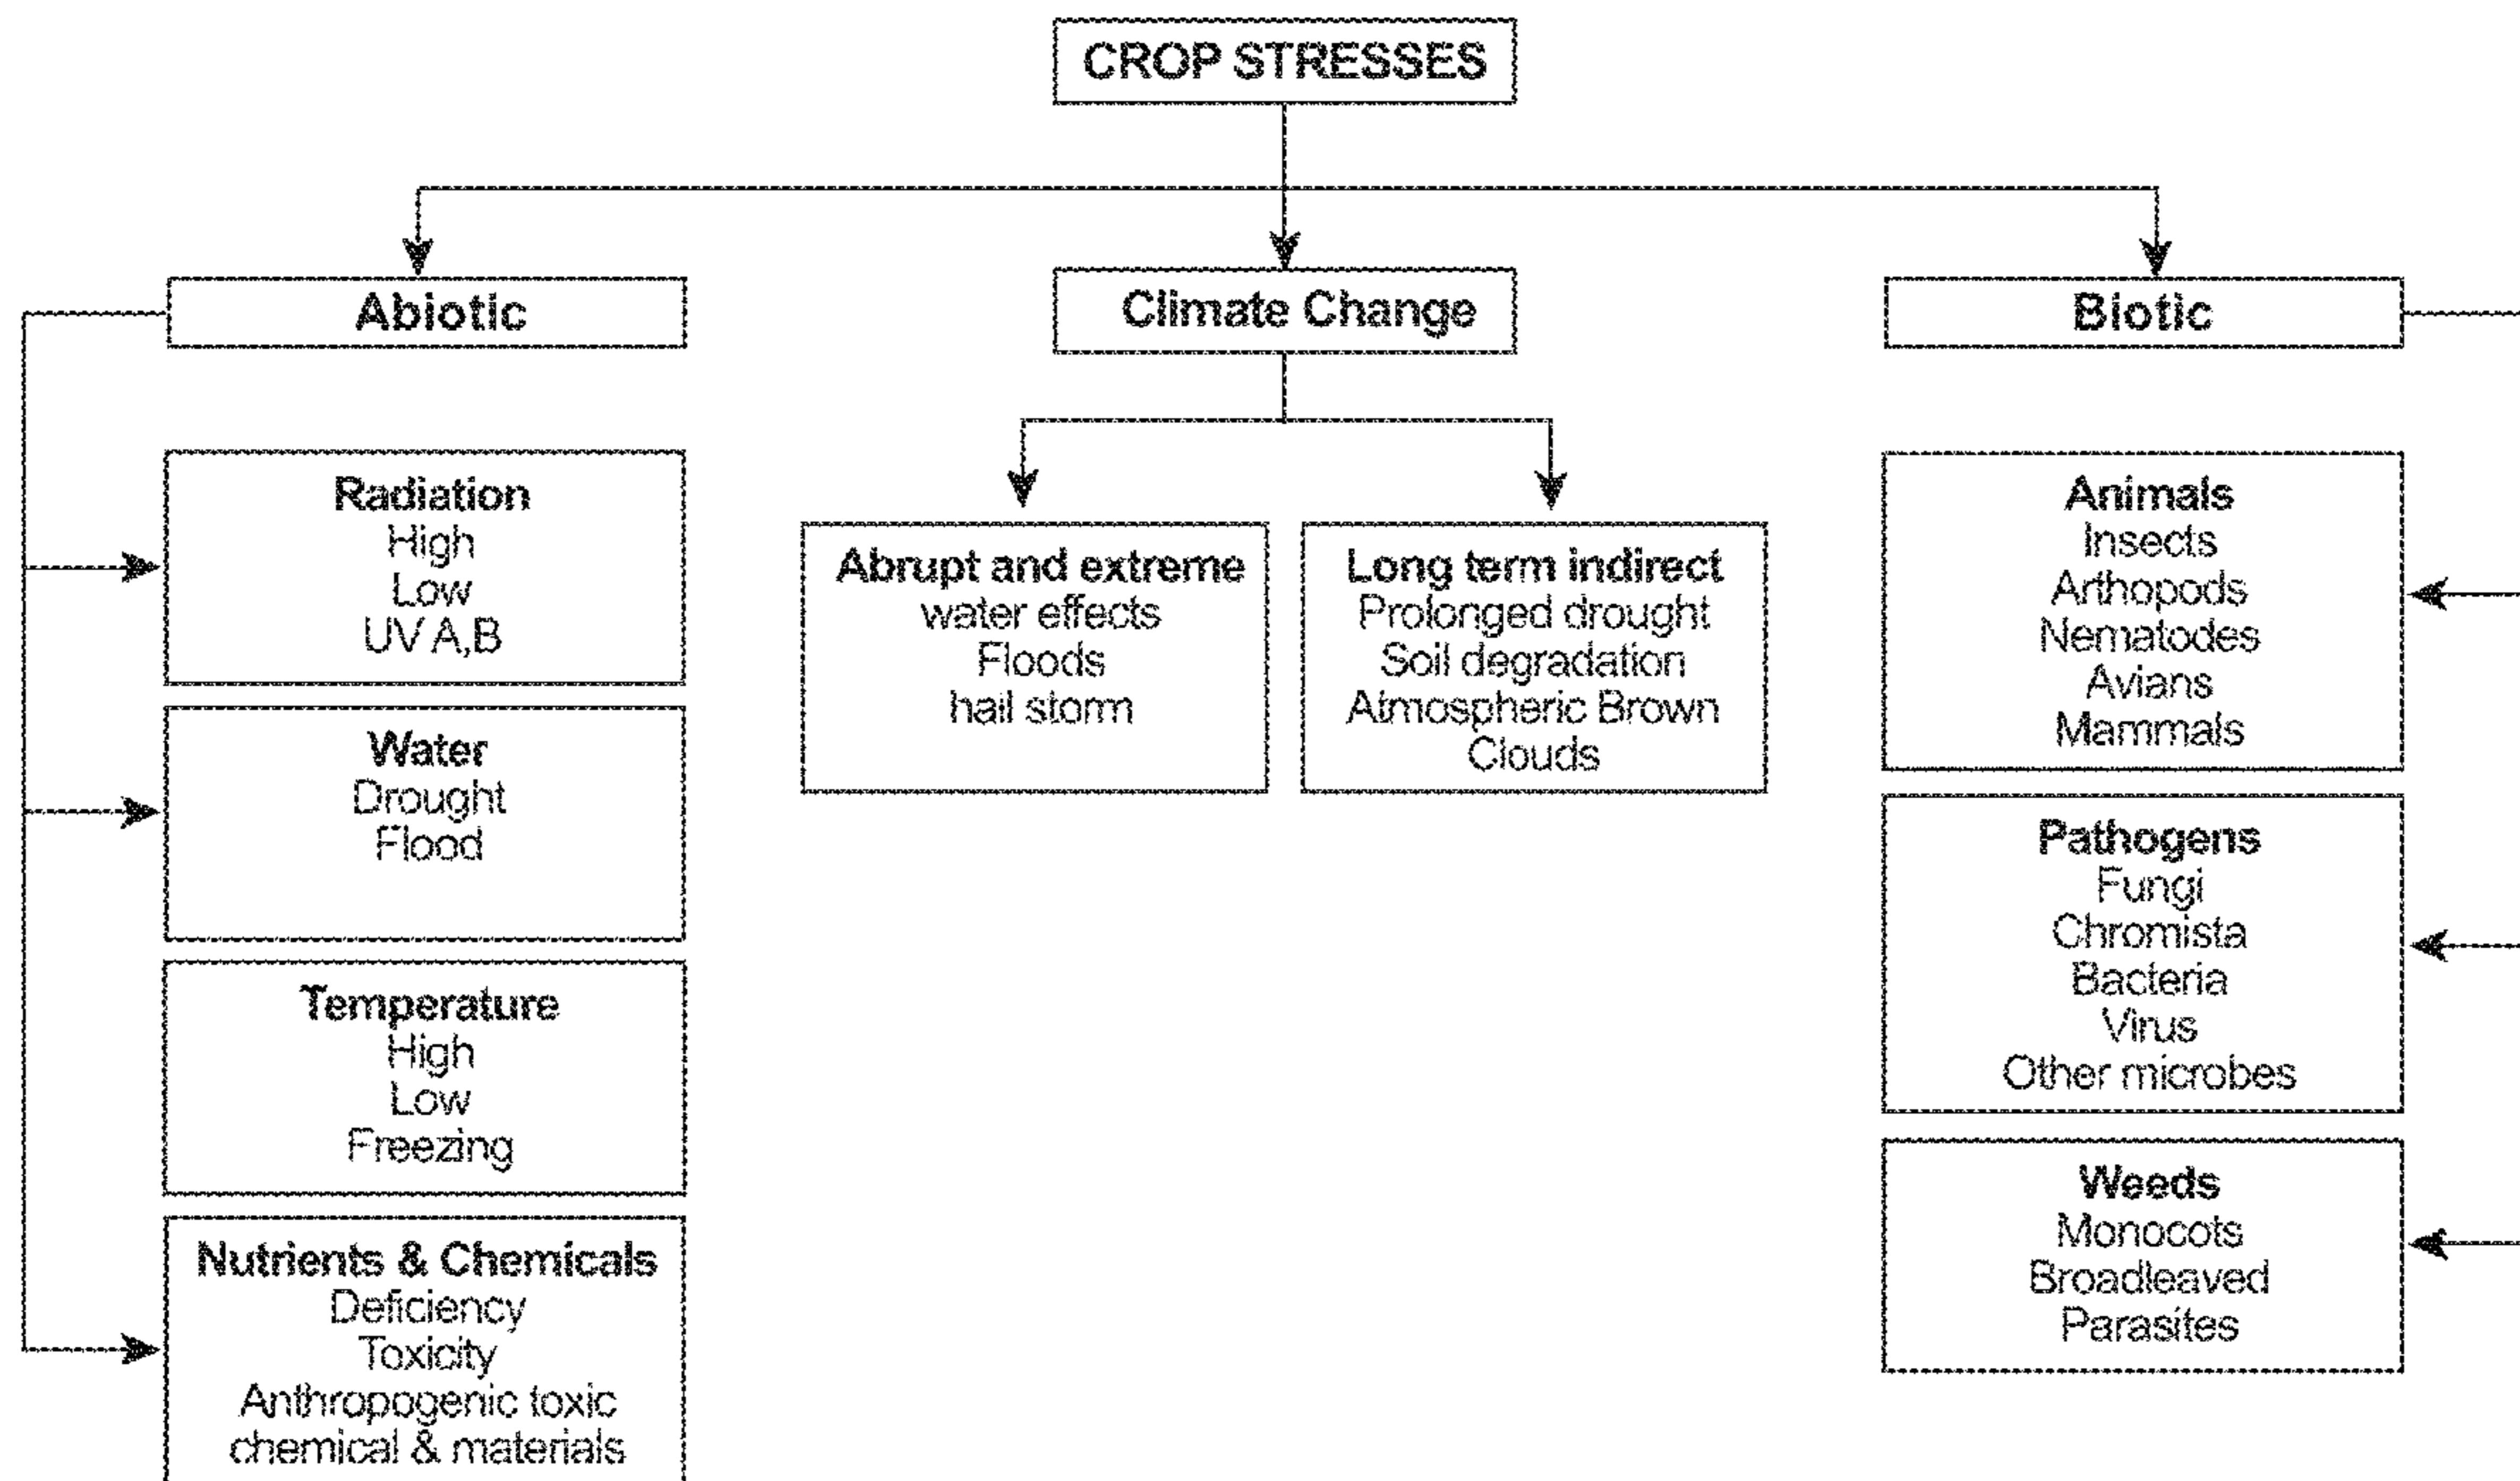 CROP STRESSES
Abiotic
Climate Change
Biotic
Radiation
High
Low
UV A,B
Water
Drought
Flood
Temperature
High
Low
Freezing
Nutrients & Chemicals
Deficiency
Toxicity
Anthropogenic toxic
chemical & materials
Abrupt and extreme
water effects
Floods
hail storm
Long term indirect
Prolonged drought
Soil degradation
Atmospheric Brown
Clouds
Animals
Insects
Arthopods
Nematodes
Avians
Mammals
Pathogens
Fungi
Chromista
Bacteria
Virus
Other microbes
Weeds
Monocots
Broadleaved
Parasites